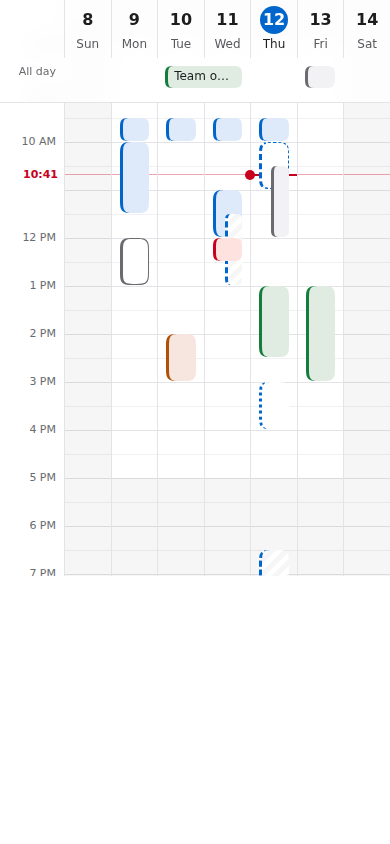 8 9 10 11 12 13 14
Sun Mon Tue Wed Thu Fri Sat
All day Team o…
10 AM
10:41
12 PM
1 PM
2 PM
3 PM
4 PM
5 PM
6 PM
7 PM